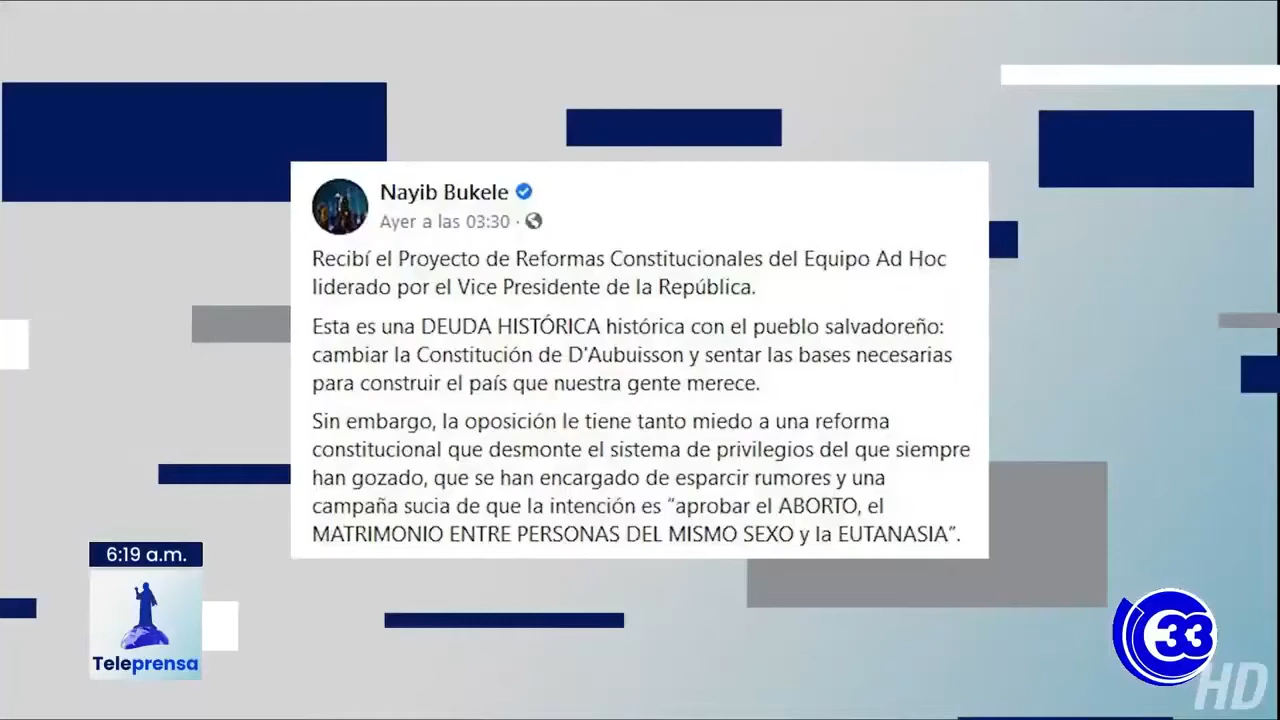 Nayib Bukele
Ayer a las 03:30 ·
Recibí el Proyecto de Reformas Constitucionales del Equipo Ad Hoc
liderado por el Vice Presidente de la República.
Esta es una DEUDA HISTÓRICA histórica con el pueblo salvadoreño:
cambiar la Constitución de D'Aubuisson y sentar las bases necesarias
para construir el país que nuestra gente merece.
Sin embargo, la oposición le tiene tanto miedo a una reforma
constitucional que desmonte el sistema de privilegios del que siempre
han gozado, que se han encargado de esparcir rumores y una
campaña sucia de que la intención es “aprobar el ABORTO, el
MATRIMONIO ENTRE PERSONAS DEL MISMO SEXO y la EUTANASIA”.
6:19 a.m.
Teleprensa
33
HD